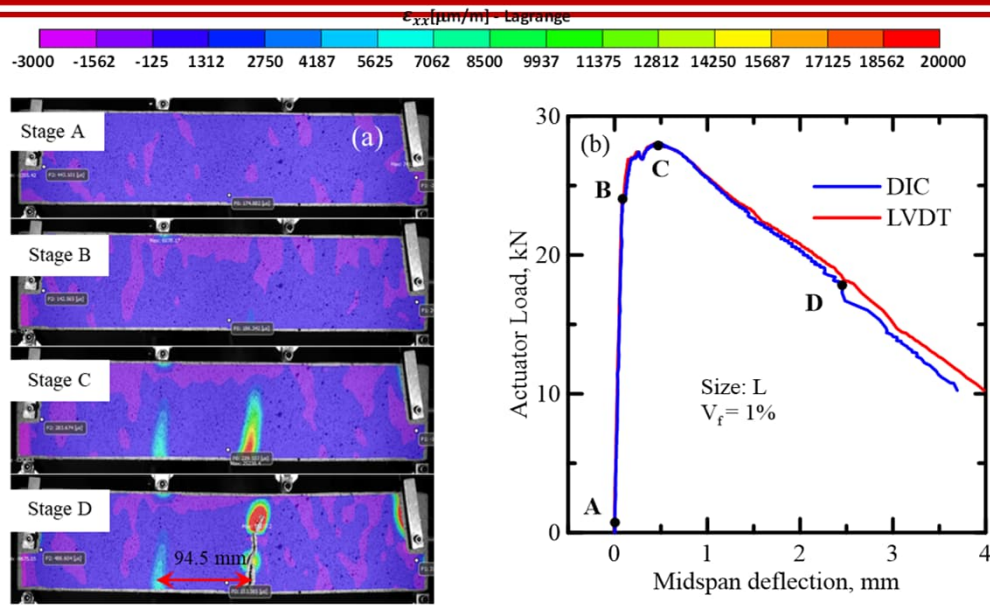 εxx[μm/m] - Lagrange
-3000 -1562 -125 1312 2750 4187 5625 7062 8500 9937 11375 12812 14250 15687 17125 18562 20000
Stage A
(a)
Stage B
Stage C
Stage D
94.5 mm
(b)
30
20
10
0
Actuator Load, kN
A
B
C
D
DIC
LVDT
Size: L
Vf = 1%
0 1 2 3 4
Midspan deflection, mm